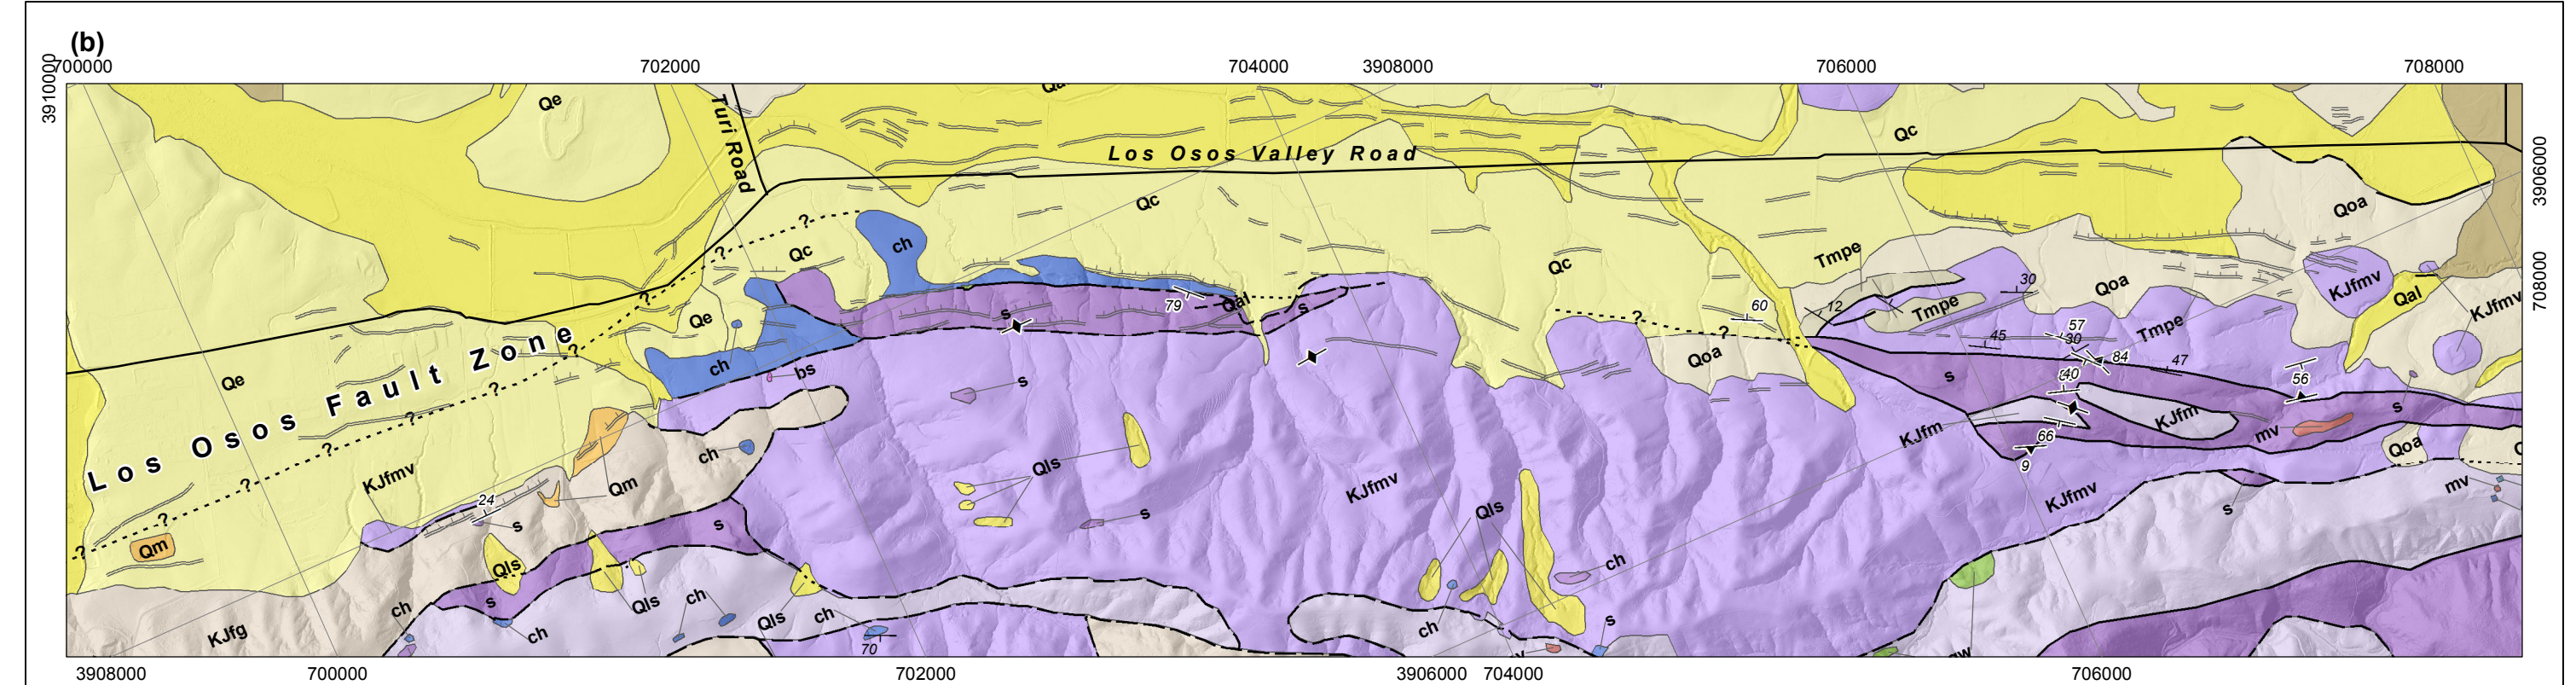 (b)
700000
702000
704000
3908000
706000
708000
3910000
3906000
708000
Qe
Turi Road
Los Osos Valley Road
Qc
Qc
Qoa
ch
Qc
Qc
Tmpe
KJfmv
Qal
KJfmv
Qoa
Tmpe
Tmpe
30
12
60
79
Qal
s
s
Qe
Qe
ch
bs
s
Los Osos Fault Zone
Qoa
45
57
30
84
47
56
s
40
KJfm
KJfm
s
mv
66
9
Qoa
KJfmv
KJfmv
Qls
Qm
ch
KJfmv
24
s
s
s
Qls
mv
s
Qm
Qls
s
Qls
ch
Qls
ch
ch
ch
ch
KJfg
70
ch
s
3908000
700000
702000
3906000
704000
706000
? ? ? ? ? ? ? ? ? ? ? ?